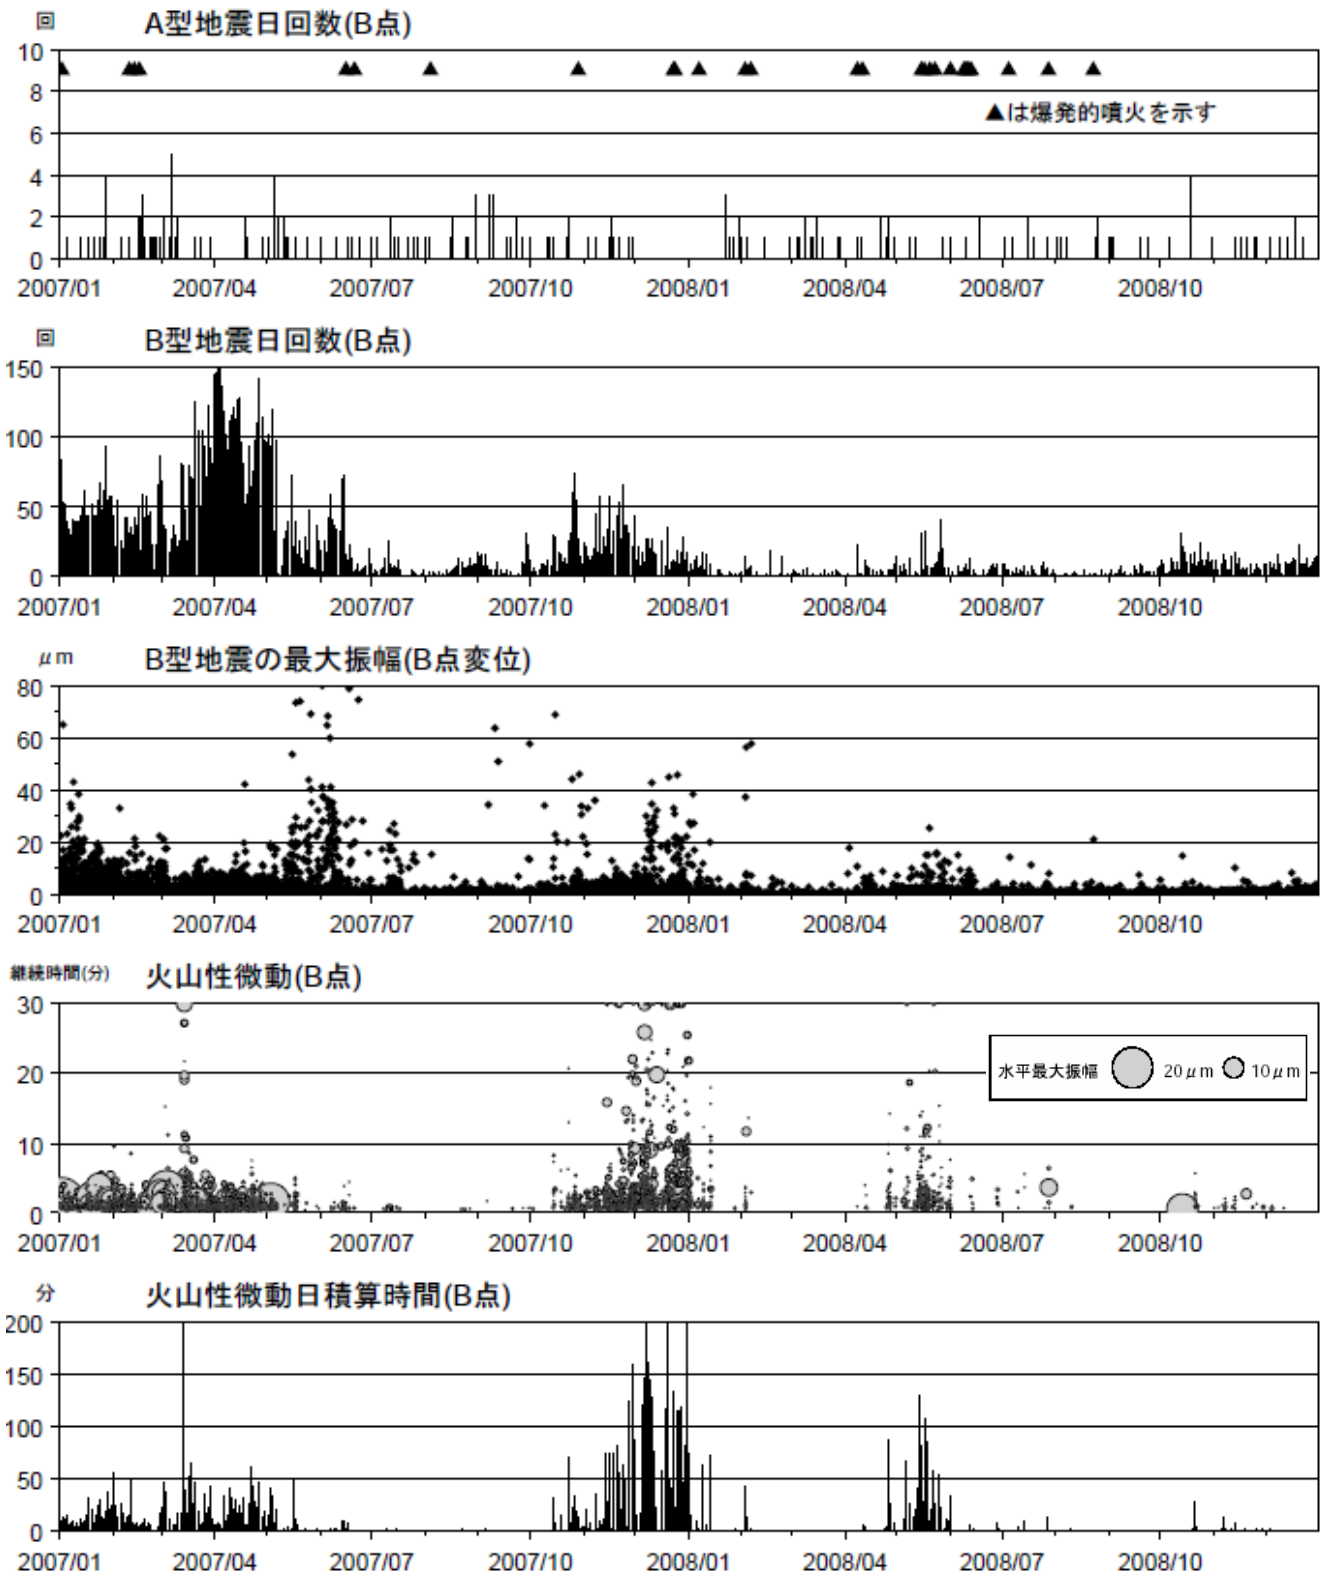 回 A型地震日回数(B点)
10
8
▲は爆発的噴火を示す
6
4
2
0
2007/01 2007/04 2007/07 2007/10 2008/01 2008/04 2008/07 2008/10
回 B型地震日回数(B点)
150
100
50
0
2007/01 2007/04 2007/07 2007/10 2008/01 2008/04 2008/07 2008/10
μm B型地震の最大振幅(B点変位)
80
60
40
20
0
2007/01 2007/04 2007/07 2007/10 2008/01 2008/04 2008/07 2008/10
継続時間(分) 火山性微動(B点)
30
20
水平最大振幅 20μm 10μm
10
0
2007/01 2007/04 2007/07 2007/10 2008/01 2008/04 2008/07 2008/10
分 火山性微動日積算時間(B点)
200
150
100
50
0
2007/01 2007/04 2007/07 2007/10 2008/01 2008/04 2008/07 2008/10